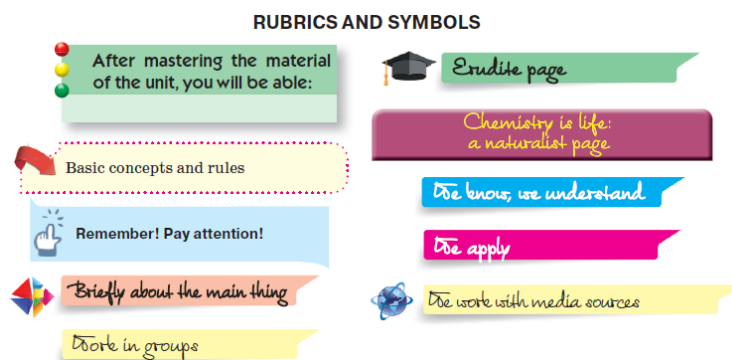 RUBRICS AND SYMBOLS
After mastering the material
of the unit, you will be able:
Basic concepts and rules
Remember! Pay attention!
Briefly about the main thing
Work in groups
Erudite page
Chemistry is life:
a naturalist page
We know, we understand
We apply
We work with media sources